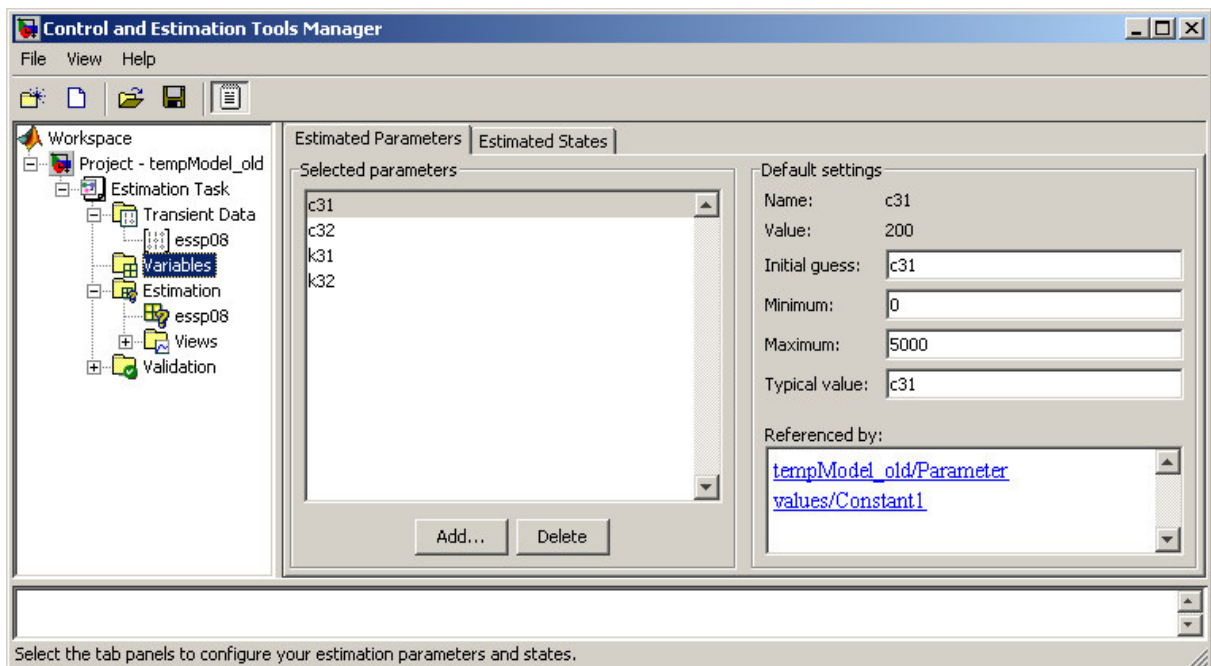 Control and Estimation Tools Manager
File View Help
Workspace
Project - tempModel_old
Estimation Task
Transient Data
essp08
Variables
Estimation
essp08
Views
Validation
Estimated Parameters Estimated States
Selected parameters
c31
c32
k31
k32
Add... Delete
Default settings
Name: c31
Value: 200
Initial guess: c31
Minimum: 0
Maximum: 5000
Typical value: c31
Referenced by:
tempModel_old/Parameter
values/Constant1
Select the tab panels to configure your estimation parameters and states.